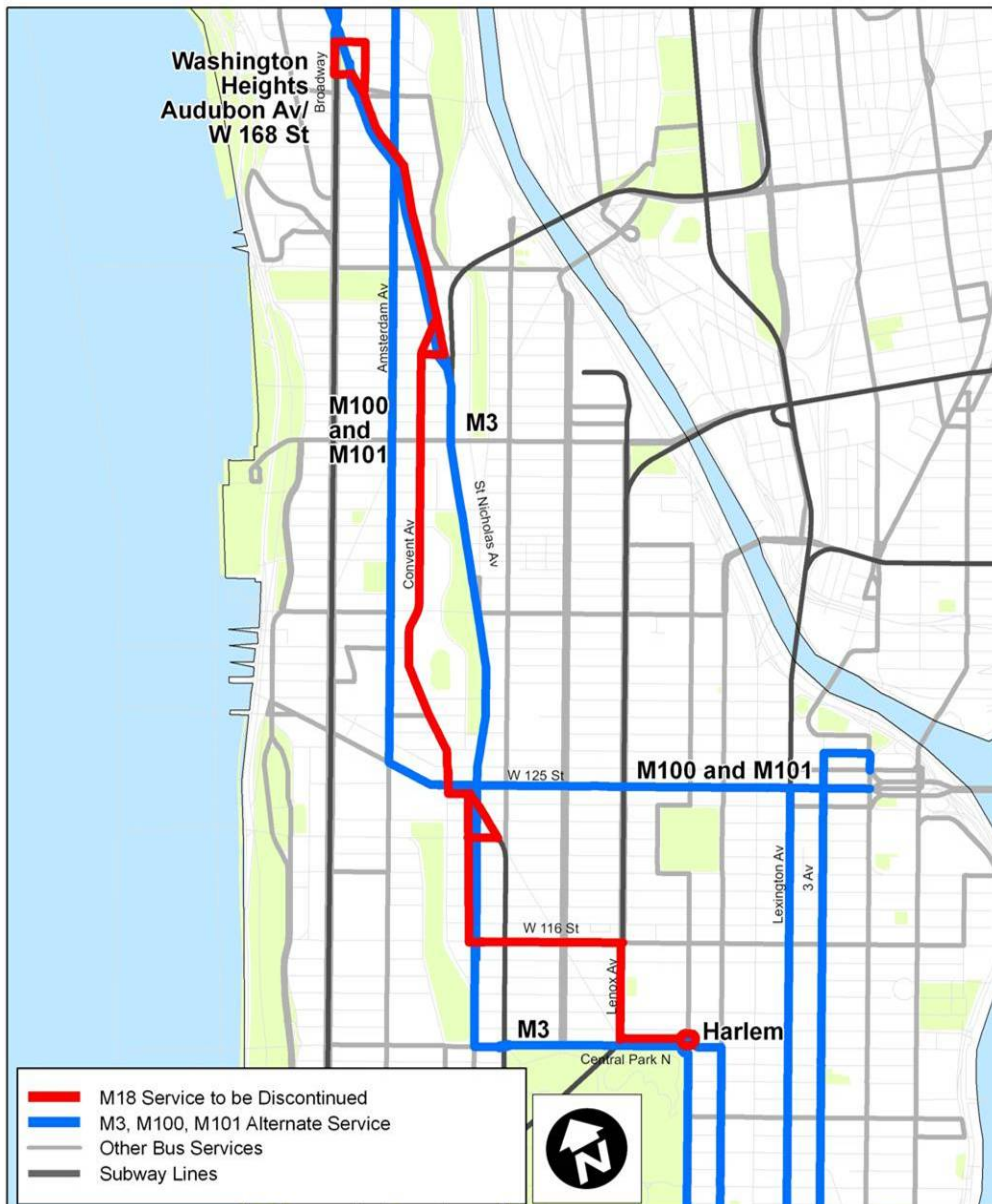 Washington
Heights
Audubon Av/
W 168 St
Broadway
Amsterdam Av
M100
and
M101
M3
St Nicholas Av
Convent Av
W 125 St
M100 and M101
Lexington Av
3 Av
W 116 St
Lenox Av
M3
Harlem
Central Park N
M18 Service to be Discontinued
M3, M100, M101 Alternate Service
Other Bus Services
Subway Lines
N